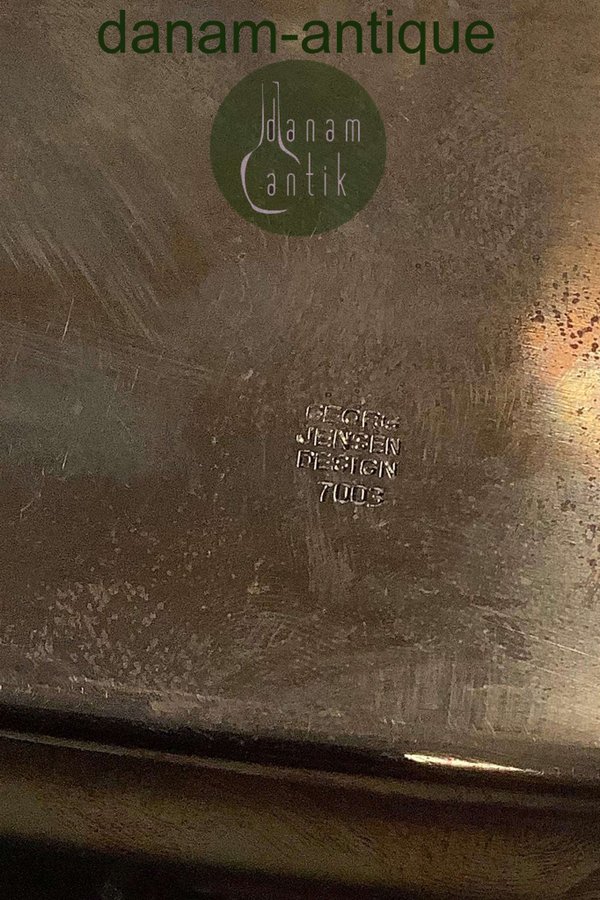 danam-antique
danam
antik
GEORG
JENSEN
DESIGN
7003